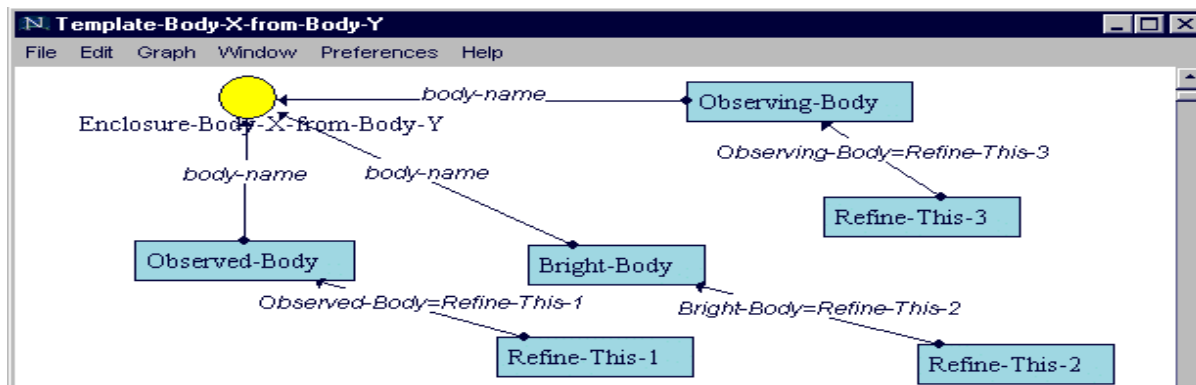 Template-Body-X-from-Body-Y
File Edit Graph Window Preferences Help
body-name
Observing-Body
Enclosure-Body-X-from-Body-Y
Observing-Body=Refine-This-3
body-name
body-name
Refine-This-3
Observed-Body
Bright-Body
Observed-Body=Refine-This-1
Bright-Body=Refine-This-2
Refine-This-1
Refine-This-2